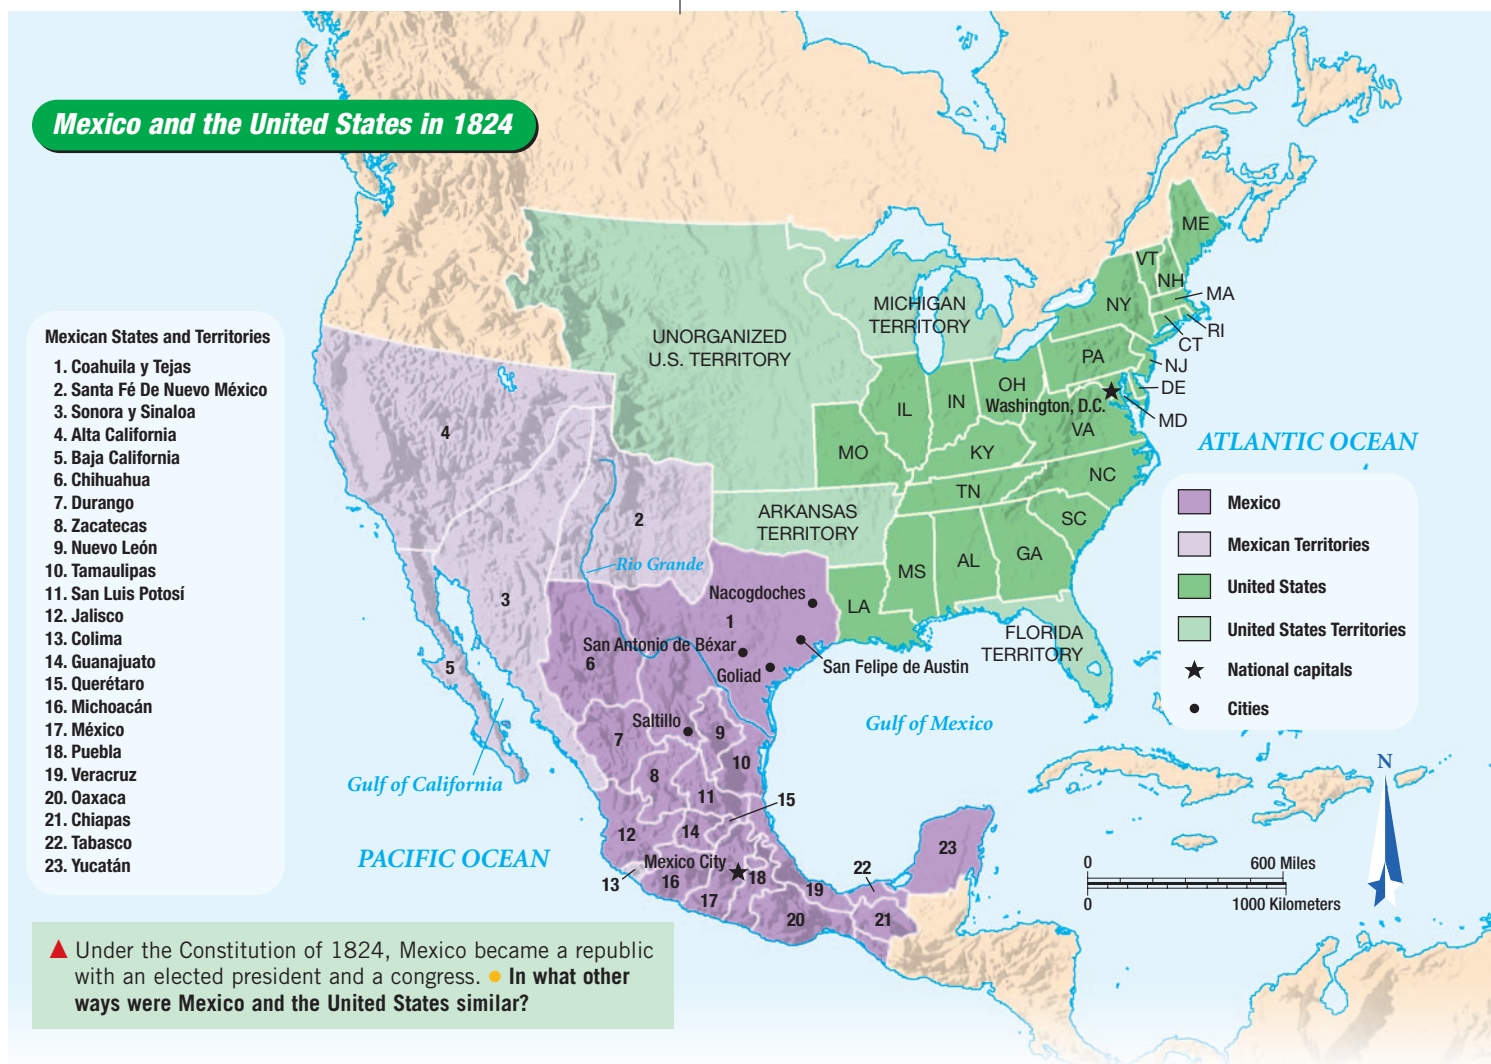 Mexico and the United States in 1824
Mexican States and Territories
1. Coahuila y Tejas
2. Santa Fé De Nuevo México
3. Sonora y Sinaloa
4. Alta California
5. Baja California
6. Chihuahua
7. Durango
8. Zacatecas
9. Nuevo León
10. Tamaulipas
11. San Luis Potosí
12. Jalisco
13. Colima
14. Guanajuato
15. Querétaro
16. Michoacán
17. México
18. Puebla
19. Veracruz
20. Oaxaca
21. Chiapas
22. Tabasco
23. Yucatán
ME
VT
NH
MA
NY
RI
CT
MICHIGAN
TERRITORY
UNORGANIZED
U.S. TERRITORY
PA
NJ
OH
DE
Washington, D.C.
IL
IN
MD
VA
4
MO
KY
NC
ATLANTIC OCEAN
TN
ARKANSAS
TERRITORY
2
SC
GA
AL
MS
Rio Grande
Nacogdoches
3
LA
1
FLORIDA
TERRITORY
San Antonio de Béxar
6
5
Goliad
San Felipe de Austin
Saltillo
9
7
10
Gulf of Mexico
8
Gulf of California
11
15
12
14
23
PACIFIC OCEAN
Mexico City
22
13
16
18
19
17
20
21
Mexico
Mexican Territories
United States
United States Territories
National capitals
Cities
N
0
600 Miles
0
1000 Kilometers
Under the Constitution of 1824, Mexico became a republic
with an elected president and a congress. ● In what other
ways were Mexico and the United States similar?